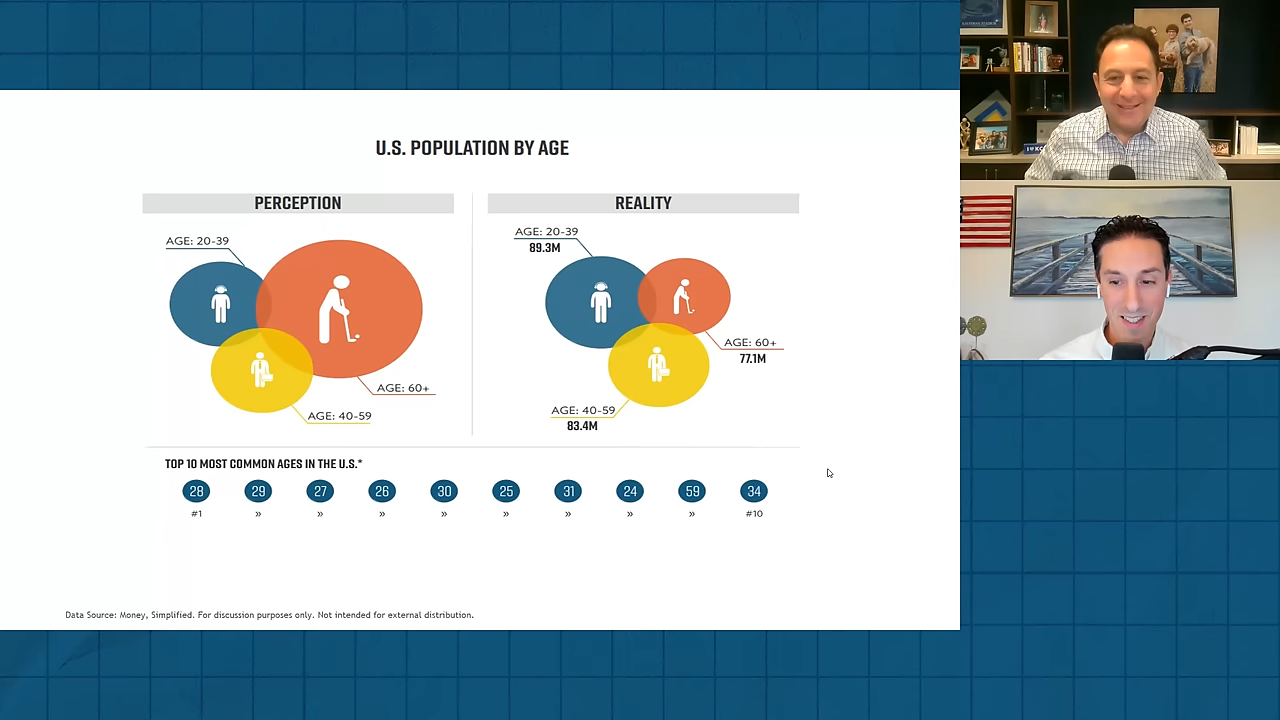 U.S. POPULATION BY AGE
PERCEPTION
AGE: 20-39
AGE: 60+
AGE: 40-59
REALITY
AGE: 20-39
89.3M
AGE: 60+
77.1M
AGE: 40-59
83.4M
TOP 10 MOST COMMON AGES IN THE U.S.*
28 29 27 26 30 25 31 24 59 34
#1 » » » » » » » » #10
Data Source: Money, Simplified. For discussion purposes only. Not intended for external distribution.